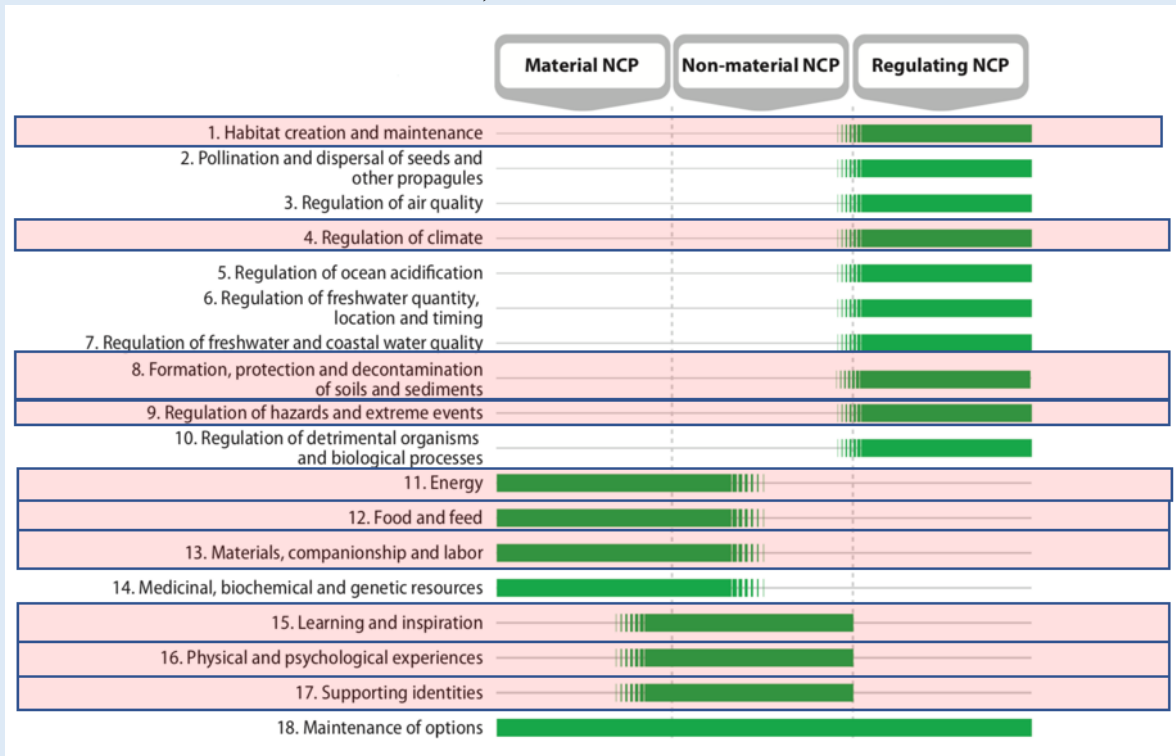 Material NCP
Non-material NCP
Regulating NCP
1. Habitat creation and maintenance
2. Pollination and dispersal of seeds and
other propagules
3. Regulation of air quality
4. Regulation of climate
5. Regulation of ocean acidification
6. Regulation of freshwater quantity,
location and timing
7. Regulation of freshwater and coastal water quality
8. Formation, protection and decontamination
of soils and sediments
9. Regulation of hazards and extreme events
10. Regulation of detrimental organisms
and biological processes
11. Energy
12. Food and feed
13. Materials, companionship and labor
14. Medicinal, biochemical and genetic resources
15. Learning and inspiration
16. Physical and psychological experiences
17. Supporting identities
18. Maintenance of options